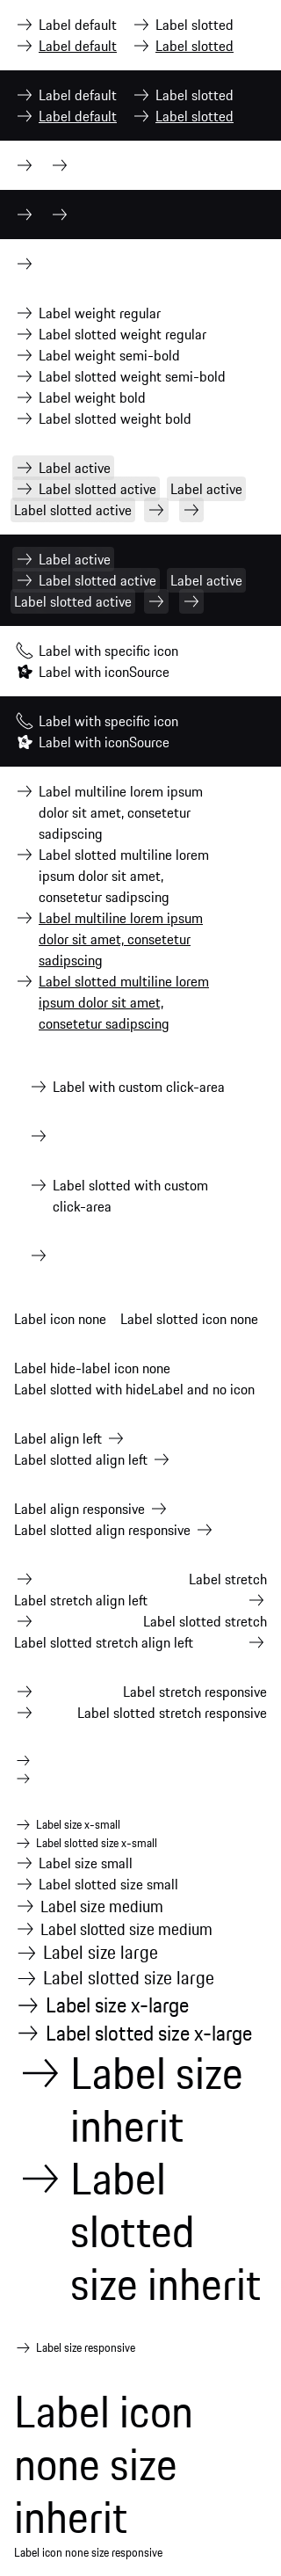 Label default Label slotted
Label default Label slotted
Label default Label slotted
Label default Label slotted
Label weight regular
Label slotted weight regular
Label weight semi-bold
Label slotted weight semi-bold
Label weight bold
Label slotted weight bold
Label active
Label slotted active Label active
Label slotted active
Label active
Label slotted active Label active
Label slotted active
Label with specific icon
Label with iconSource
Label with specific icon
Label with iconSource
Label multiline lorem ipsum
dolor sit amet, consetetur
sadipscing
Label slotted multiline lorem
ipsum dolor sit amet,
consetetur sadipscing
Label multiline lorem ipsum
dolor sit amet, consetetur
sadipscing
Label slotted multiline lorem
ipsum dolor sit amet,
consetetur sadipscing
Label with custom click-area
Label slotted with custom
click-area
Label icon none Label slotted icon none
Label hide-label icon none
Label slotted with hideLabel and no icon
Label align left
Label slotted align left
Label align responsive
Label slotted align responsive
Label stretch
Label stretch align left
Label slotted stretch
Label slotted stretch align left
Label stretch responsive
Label slotted stretch responsive
Label size x-small
Label slotted size x-small
Label size small
Label slotted size small
Label size medium
Label slotted size medium
Label size large
Label slotted size large
Label size x-large
Label slotted size x-large
Label size
inherit
Label
slotted
size inherit
Label size responsive
Label icon
none size
inherit
Label icon none size responsive